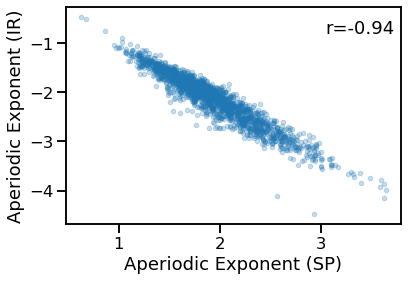 r=-0.94
Aperiodic Exponent (IR)
−1
−2
−3
−4
1 2 3
Aperiodic Exponent (SP)